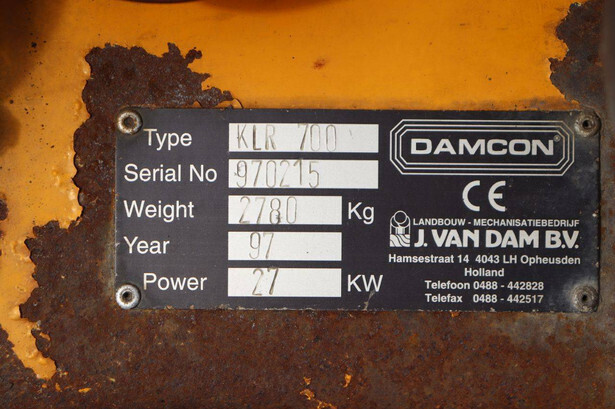 Type KLR 700
Serial No 970215
Weight 2780 Kg
Year 97
Power 27 KW
DAMCON®
CE
LANDBOUW - MECHANISATIEBEDRIJF
J. VAN DAM B.V.
Hamsestraat 14 4043 LH Opheusden
Holland
Telefoon 0488 - 442828
Telefax 0488 - 442517